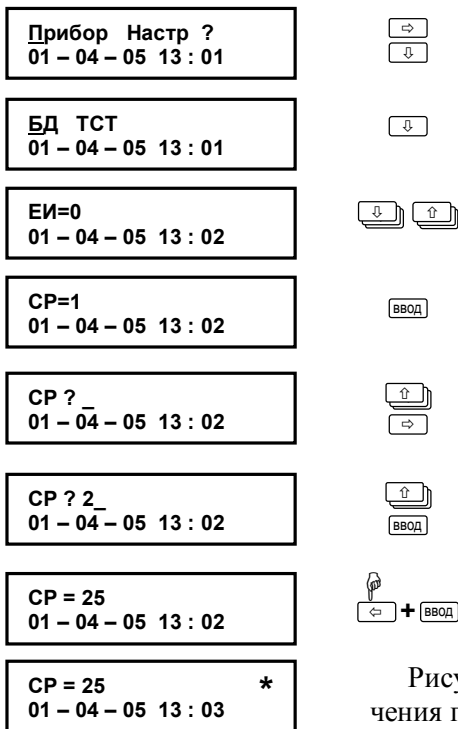 Прибор Настр ?
01 – 04 – 05 13 : 01
БД ТСТ
01 – 04 – 05 13 : 01
ЕИ=0
01 – 04 – 05 13 : 02
СР=1
01 – 04 – 05 13 : 02
ВВОД
СР ? _
01 – 04 – 05 13 : 02
СР ? 2_
01 – 04 – 05 13 : 02
ВВОД
СР = 25
01 – 04 – 05 13 : 02
+ ВВОД
СР = 25 *
01 – 04 – 05 13 : 03